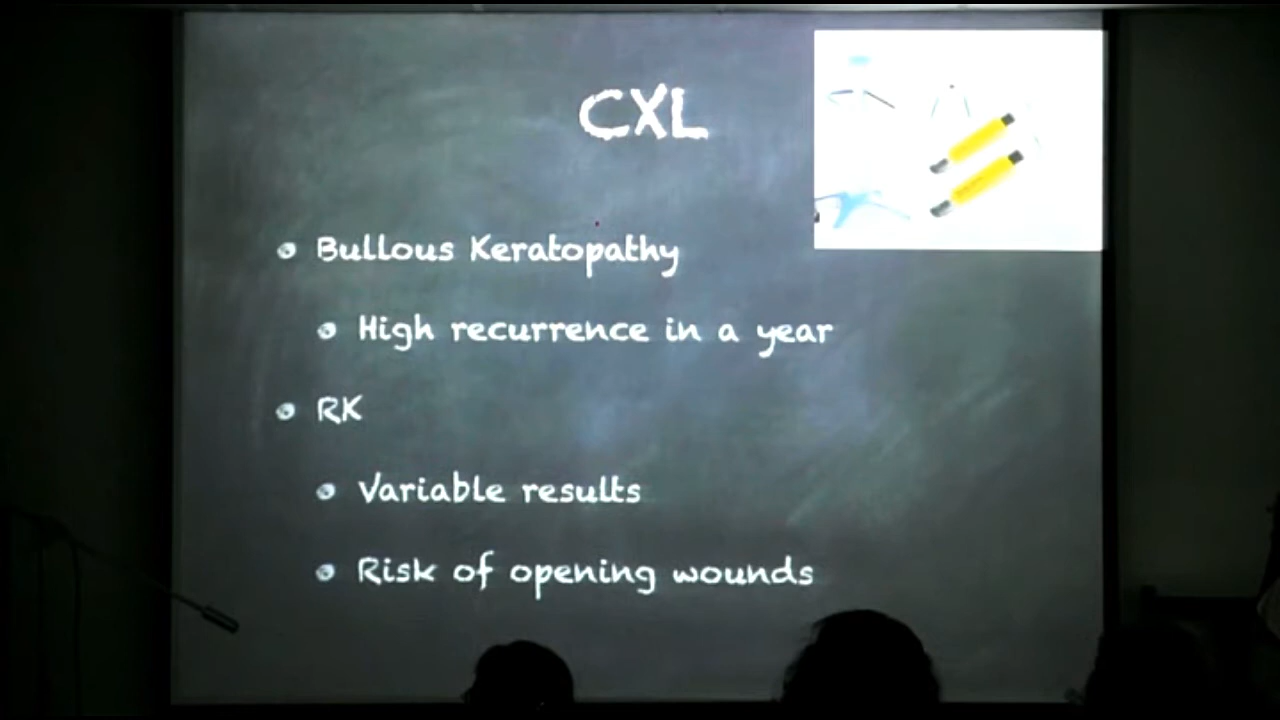 CXL
Bullous Keratopathy
High recurrence in a year
RK
Variable results
Risk of opening wounds